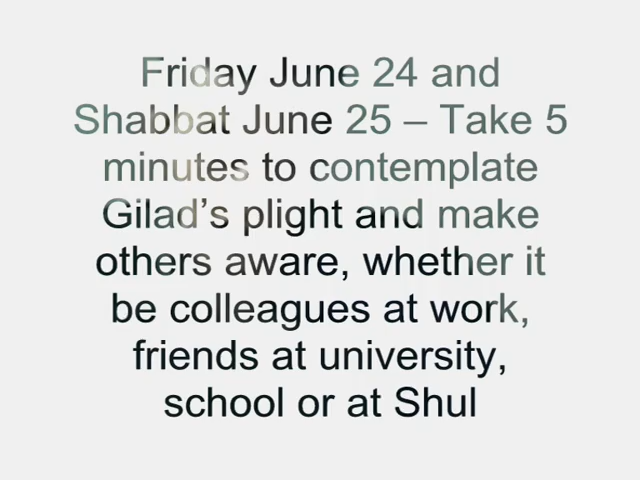 Friday June 24 and
Shabbat June 25 – Take 5
minutes to contemplate
Gilad’s plight and make
others aware, whether it
be colleagues at work,
friends at university,
school or at Shul